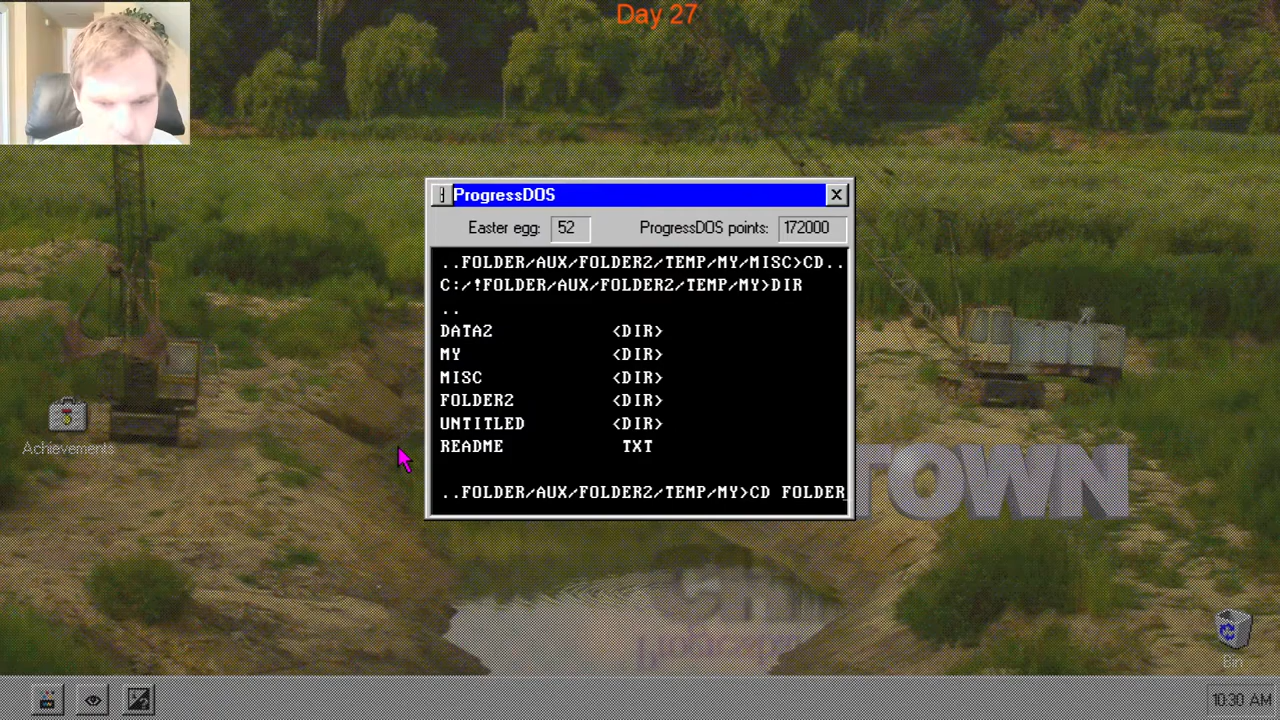 Day 27
ProgressDOS
Easter egg: 52 ProgressDOS points: 172000
..FOLDER/AUX/FOLDER2/TEMP/MY/MISC>CD..
C:/!FOLDER/AUX/FOLDER2/TEMP/MY>DIR
..
DATA2 <DIR>
MY <DIR>
MISC <DIR>
FOLDER2 <DIR>
UNTITLED <DIR>
README TXT
..FOLDER/AUX/FOLDER2/TEMP/MY>CD FOLDER_
Achievements
TOWN
Bin
10:30 AM